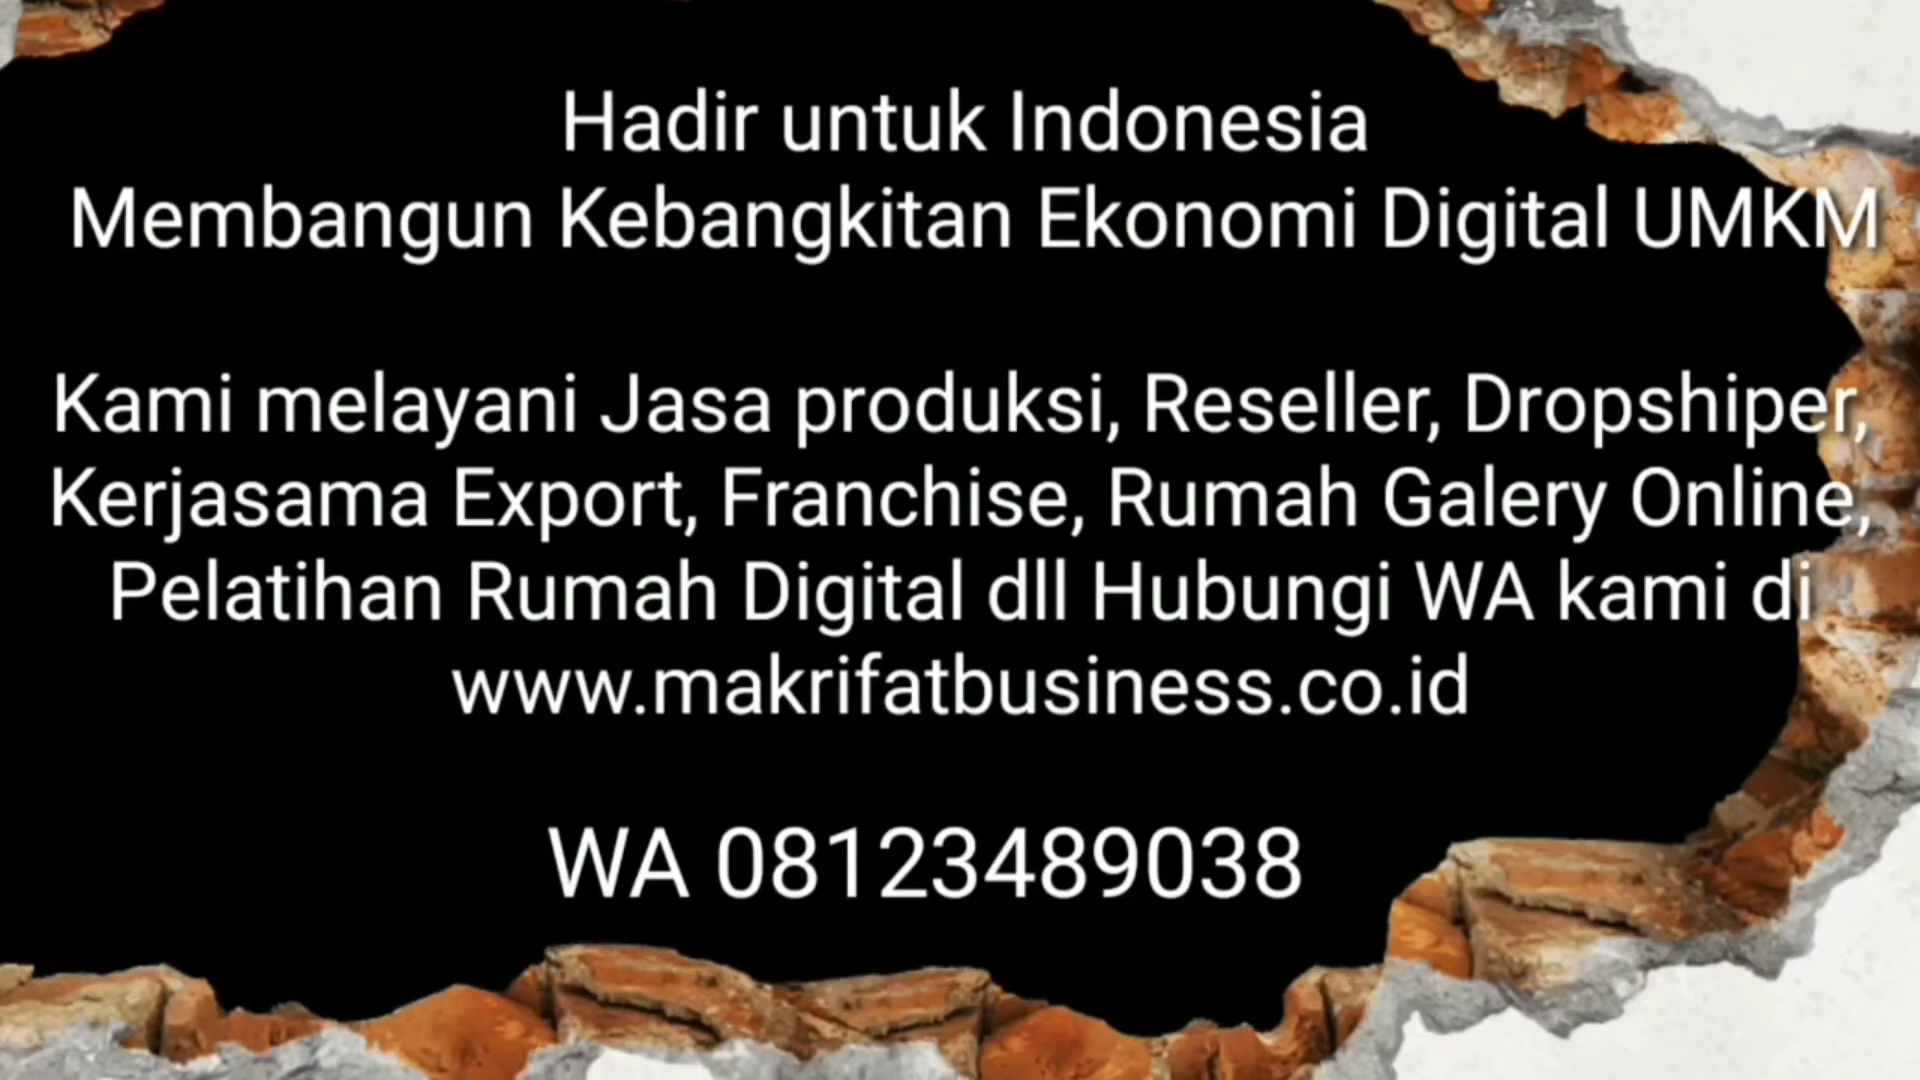 Hadir untuk Indonesia
Membangun Kebangkitan Ekonomi Digital UMKM
Kami melayani Jasa produksi, Reseller, Dropshiper,
Kerjasama Export, Franchise, Rumah Galery Online,
Pelatihan Rumah Digital dll Hubungi WA kami di
www.makrifatbusiness.co.id
WA 08123489038